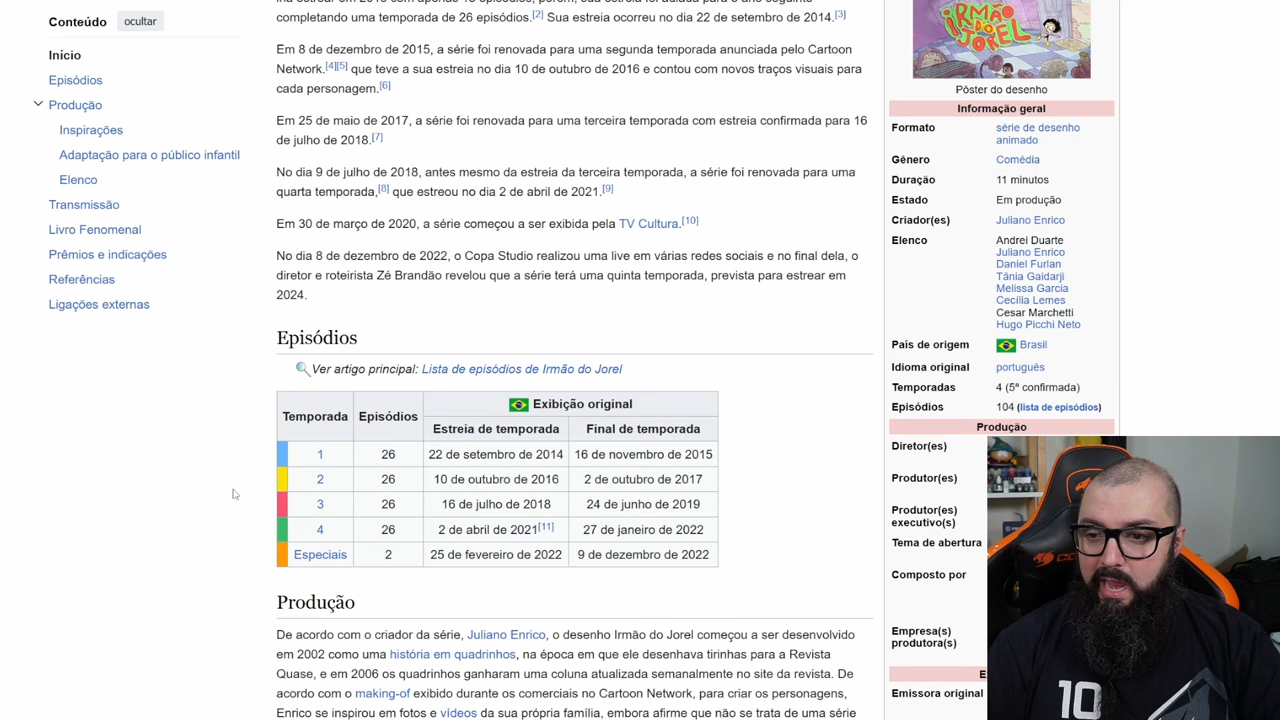 Conteúdo ocultar
Início
Episódios
Produção
Inspirações
Adaptação para o público infantil
Elenco
Transmissão
Livro Fenomenal
Prêmios e indicações
Referências
Ligações externas
completando uma temporada de 26 episódios.[2] Sua estreia ocorreu no dia 22 de setembro de 2014.[3]
Em 8 de dezembro de 2015, a série foi renovada para uma segunda temporada anunciada pelo Cartoon
Network.[4][5] que teve a sua estreia no dia 10 de outubro de 2016 e contou com novos traços visuais para
cada personagem.[6]
Em 25 de maio de 2017, a série foi renovada para uma terceira temporada com estreia confirmada para 16
de julho de 2018.[7]
No dia 9 de julho de 2018, antes mesmo da estreia da terceira temporada, a série foi renovada para uma
quarta temporada,[8] que estreou no dia 2 de abril de 2021.[9]
Em 30 de março de 2020, a série começou a ser exibida pela TV Cultura.[10]
No dia 8 de dezembro de 2022, o Copa Studio realizou uma live em várias redes sociais e no final dela, o
diretor e roteirista Zé Brandão revelou que a série terá uma quinta temporada, prevista para estrear em
2024.
Episódios
Ver artigo principal: Lista de episódios de Irmão do Jorel
Temporada Episódios Exibição original
Estreia de temporada Final de temporada
1 26 22 de setembro de 2014 16 de novembro de 2015
2 26 10 de outubro de 2016 2 de outubro de 2017
3 26 16 de julho de 2018 24 de junho de 2019
4 26 2 de abril de 2021[11] 27 de janeiro de 2022
Especiais 2 25 de fevereiro de 2022 9 de dezembro de 2022
Produção
De acordo com o criador da série, Juliano Enrico, o desenho Irmão do Jorel começou a ser desenvolvido
em 2002 como uma história em quadrinhos, na época em que ele desenhava tirinhas para a Revista
Quase, e em 2006 os quadrinhos ganharam uma coluna atualizada semanalmente no site da revista. De
acordo com o making-of exibido durante os comerciais no Cartoon Network, para criar os personagens,
Enrico se inspirou em fotos e vídeos da sua própria família, embora afirme que não se trata de uma série
IRMÃO
DO
JOREL
Pôster do desenho
Informação geral
Formato série de desenho
animado
Gênero Comédia
Duração 11 minutos
Estado Em produção
Criador(es) Juliano Enrico
Elenco Andrei Duarte
Juliano Enrico
Daniel Furlan
Tânia Gaidarji
Melissa Garcia
Cecília Lemes
Cesar Marchetti
Hugo Picchi Neto
País de origem Brasil
Idioma original português
Temporadas 4 (5ª confirmada)
Episódios 104 (lista de episódios)
Produção
Diretor(es)
Produtor(es)
Produtor(es)
executivo(s)
Tema de abertura
Composto por
Empresa(s)
produtora(s)
E
Emissora original
10